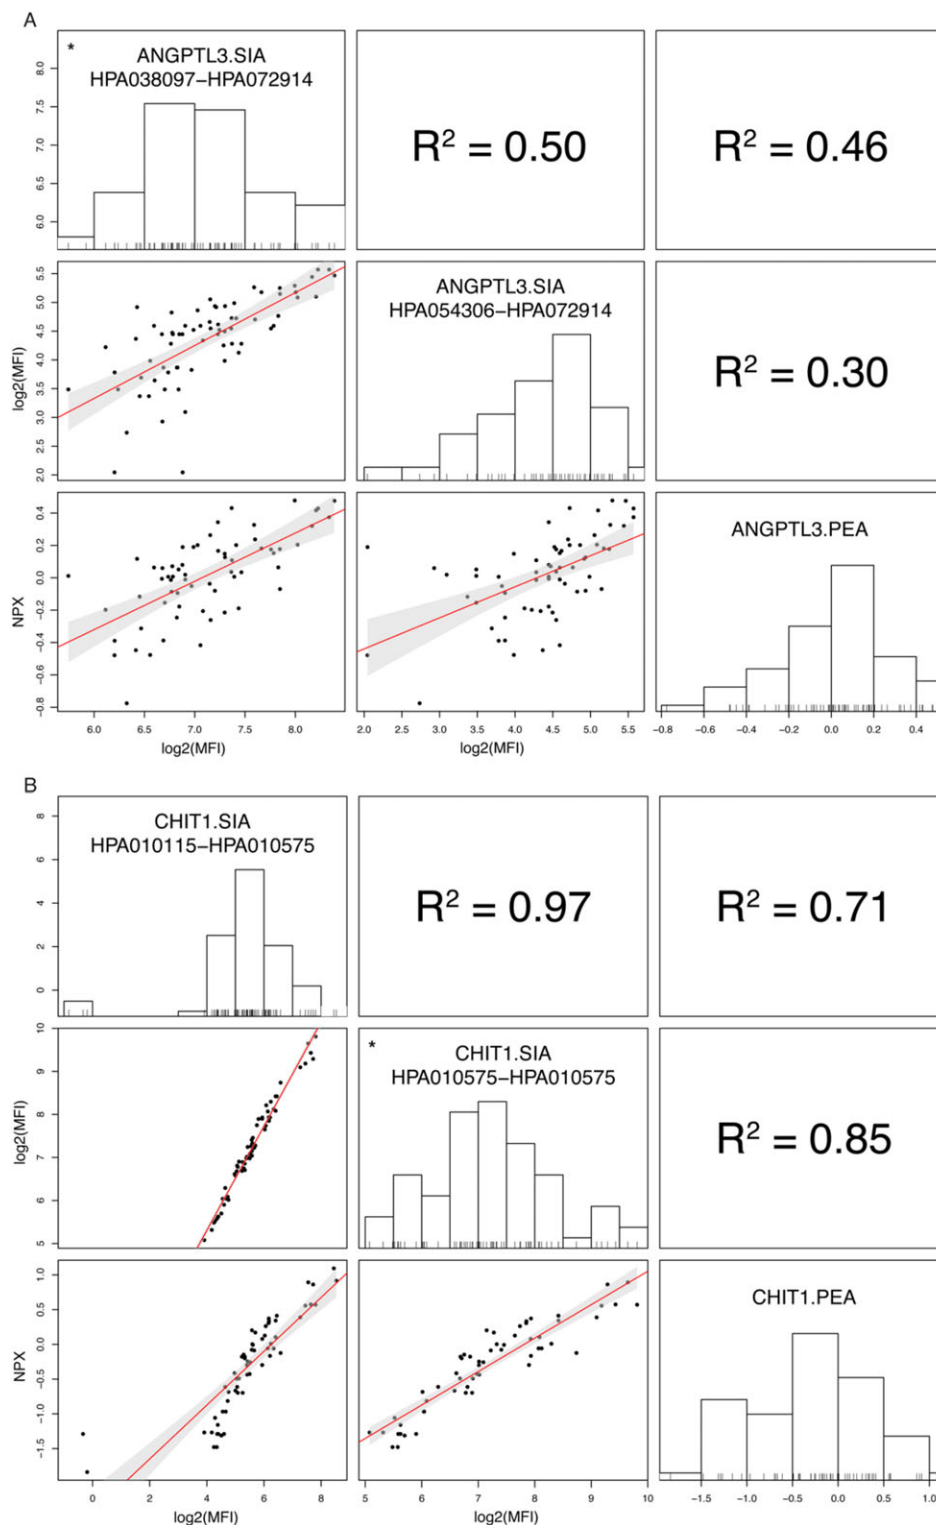 A
*
ANGPTL3.SIA
HPA038097–HPA072914
R² = 0.50
R² = 0.46
8.0
7.5
7.0
6.5
6.0
ANGPTL3.SIA
HPA054306–HPA072914
R² = 0.30
log2(MFI)
5.5
5.0
4.5
4.0
3.5
3.0
2.5
2.0
ANGPTL3.PEA
NPX
0.4
0.2
0.0
-0.2
-0.4
-0.6
-0.8
6.0 6.5 7.0 7.5 8.0
log2(MFI)
2.0 2.5 3.0 3.5 4.0 4.5 5.0 5.5
log2(MFI)
-0.8 -0.6 -0.4 -0.2 0.0 0.2 0.4
B
CHIT1.SIA
HPA010115–HPA010575
R² = 0.97
R² = 0.71
8
6
4
2
0
*
CHIT1.SIA
HPA010575–HPA010575
R² = 0.85
log2(MFI)
10
9
8
7
6
5
CHIT1.PEA
NPX
1.0
0.5
0.0
-0.5
-1.0
-1.5
0 2 4 6 8
log2(MFI)
5 6 7 8 9 10
log2(MFI)
-1.5 -1.0 -0.5 0.0 0.5 1.0